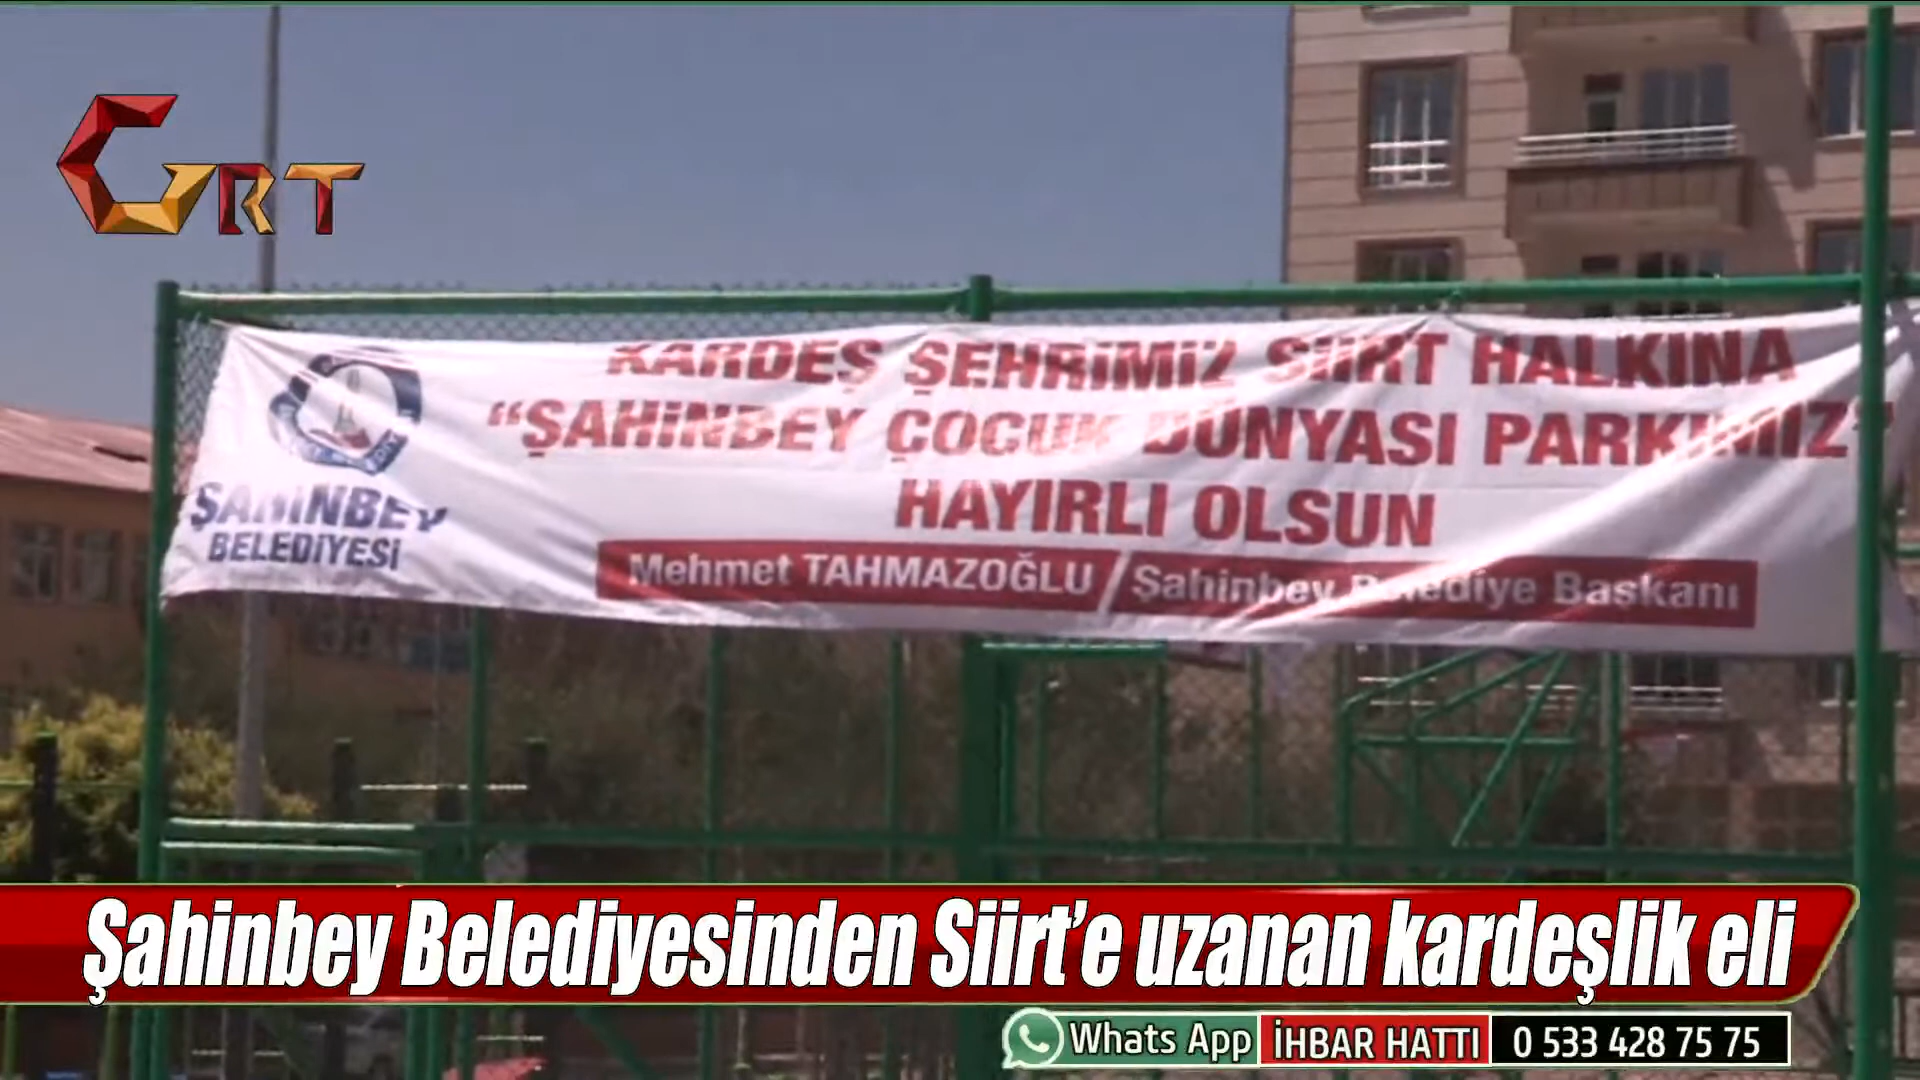 GRT
KARDEŞ ŞEHRİMİZ SİİRT HALKINA
“ŞAHİNBEY ÇOCUK DÜNYASI PARKIMIZ”
HAYIRLI OLSUN
ŞAHİNBEY
BELEDİYESİ
Mehmet TAHMAZOĞLU / Şahinbey Belediye Başkanı
Şahinbey Belediyesinden Siirt’e uzanan kardeşlik eli
Whats App İHBAR HATTI 0 533 428 75 75